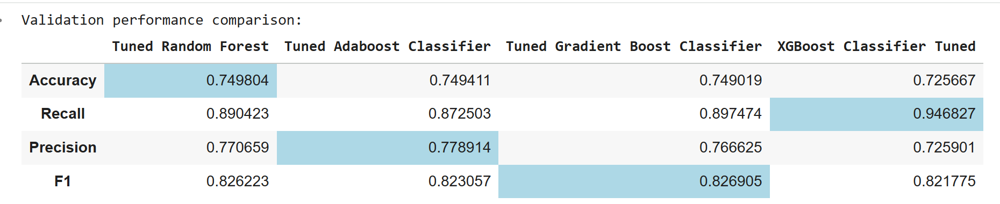 Validation performance comparison:
Tuned Random Forest Tuned Adaboost Classifier Tuned Gradient Boost Classifier XGBoost Classifier Tuned
Accuracy 0.749804 0.749411 0.749019 0.725667
Recall 0.890423 0.872503 0.897474 0.946827
Precision 0.770659 0.778914 0.766625 0.725901
F1 0.826223 0.823057 0.826905 0.821775